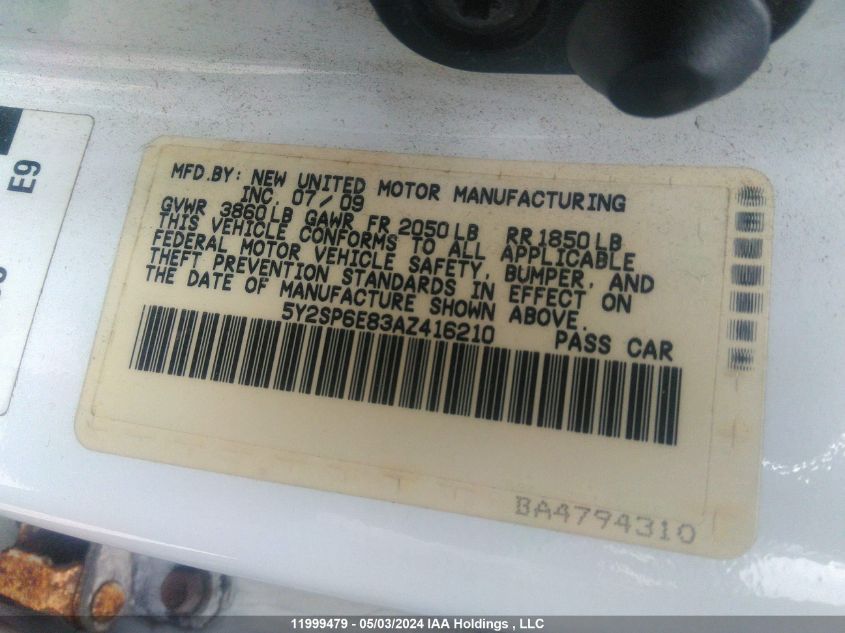 MFD.BY: NEW UNITED MOTOR MANUFACTURING
INC, 07/09
GVWR 3860LB GAWR FR 2050LB RR1850LB
THIS VEHICLE CONFORMS TO ALL APPLICABLE
FEDERAL MOTOR VEHICLE SAFETY, BUMPER, AND
THEFT PREVENTION STANDARDS IN EFFECT ON
THE DATE OF MANUFACTURE SHOWN ABOVE.
5Y2SP6E83AZ416210 PASS CAR
BA4794310
E9
11999479 - 05/03/2024 IAA Holdings , LLC